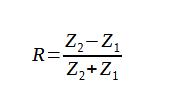 R = (Z₂ − Z₁) / (Z₂ + Z₁)